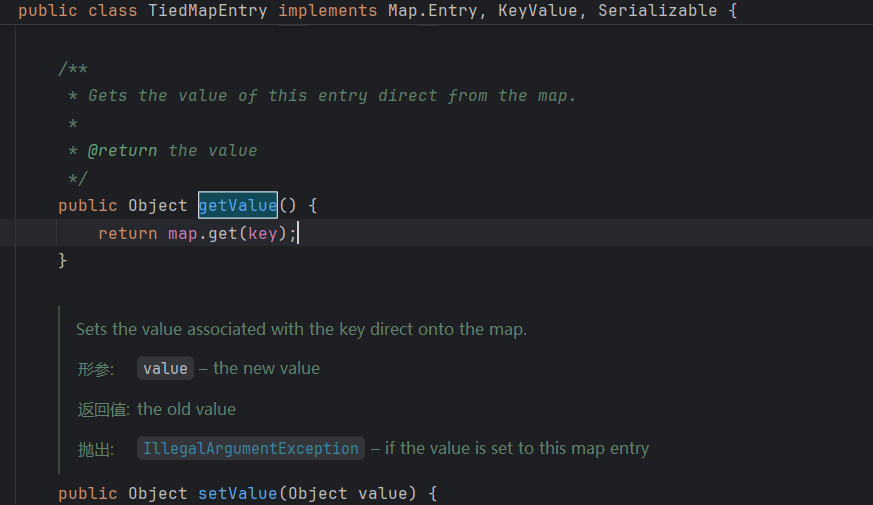 public class TiedMapEntry implements Map.Entry, KeyValue, Serializable {
/**
* Gets the value of this entry direct from the map.
*
* @return the value
*/
public Object getValue() {
return map.get(key);
}
Sets the value associated with the key direct onto the map.
形参: value – the new value
返回值: the old value
抛出: IllegalArgumentException – if the value is set to this map entry
public Object setValue(Object value) {